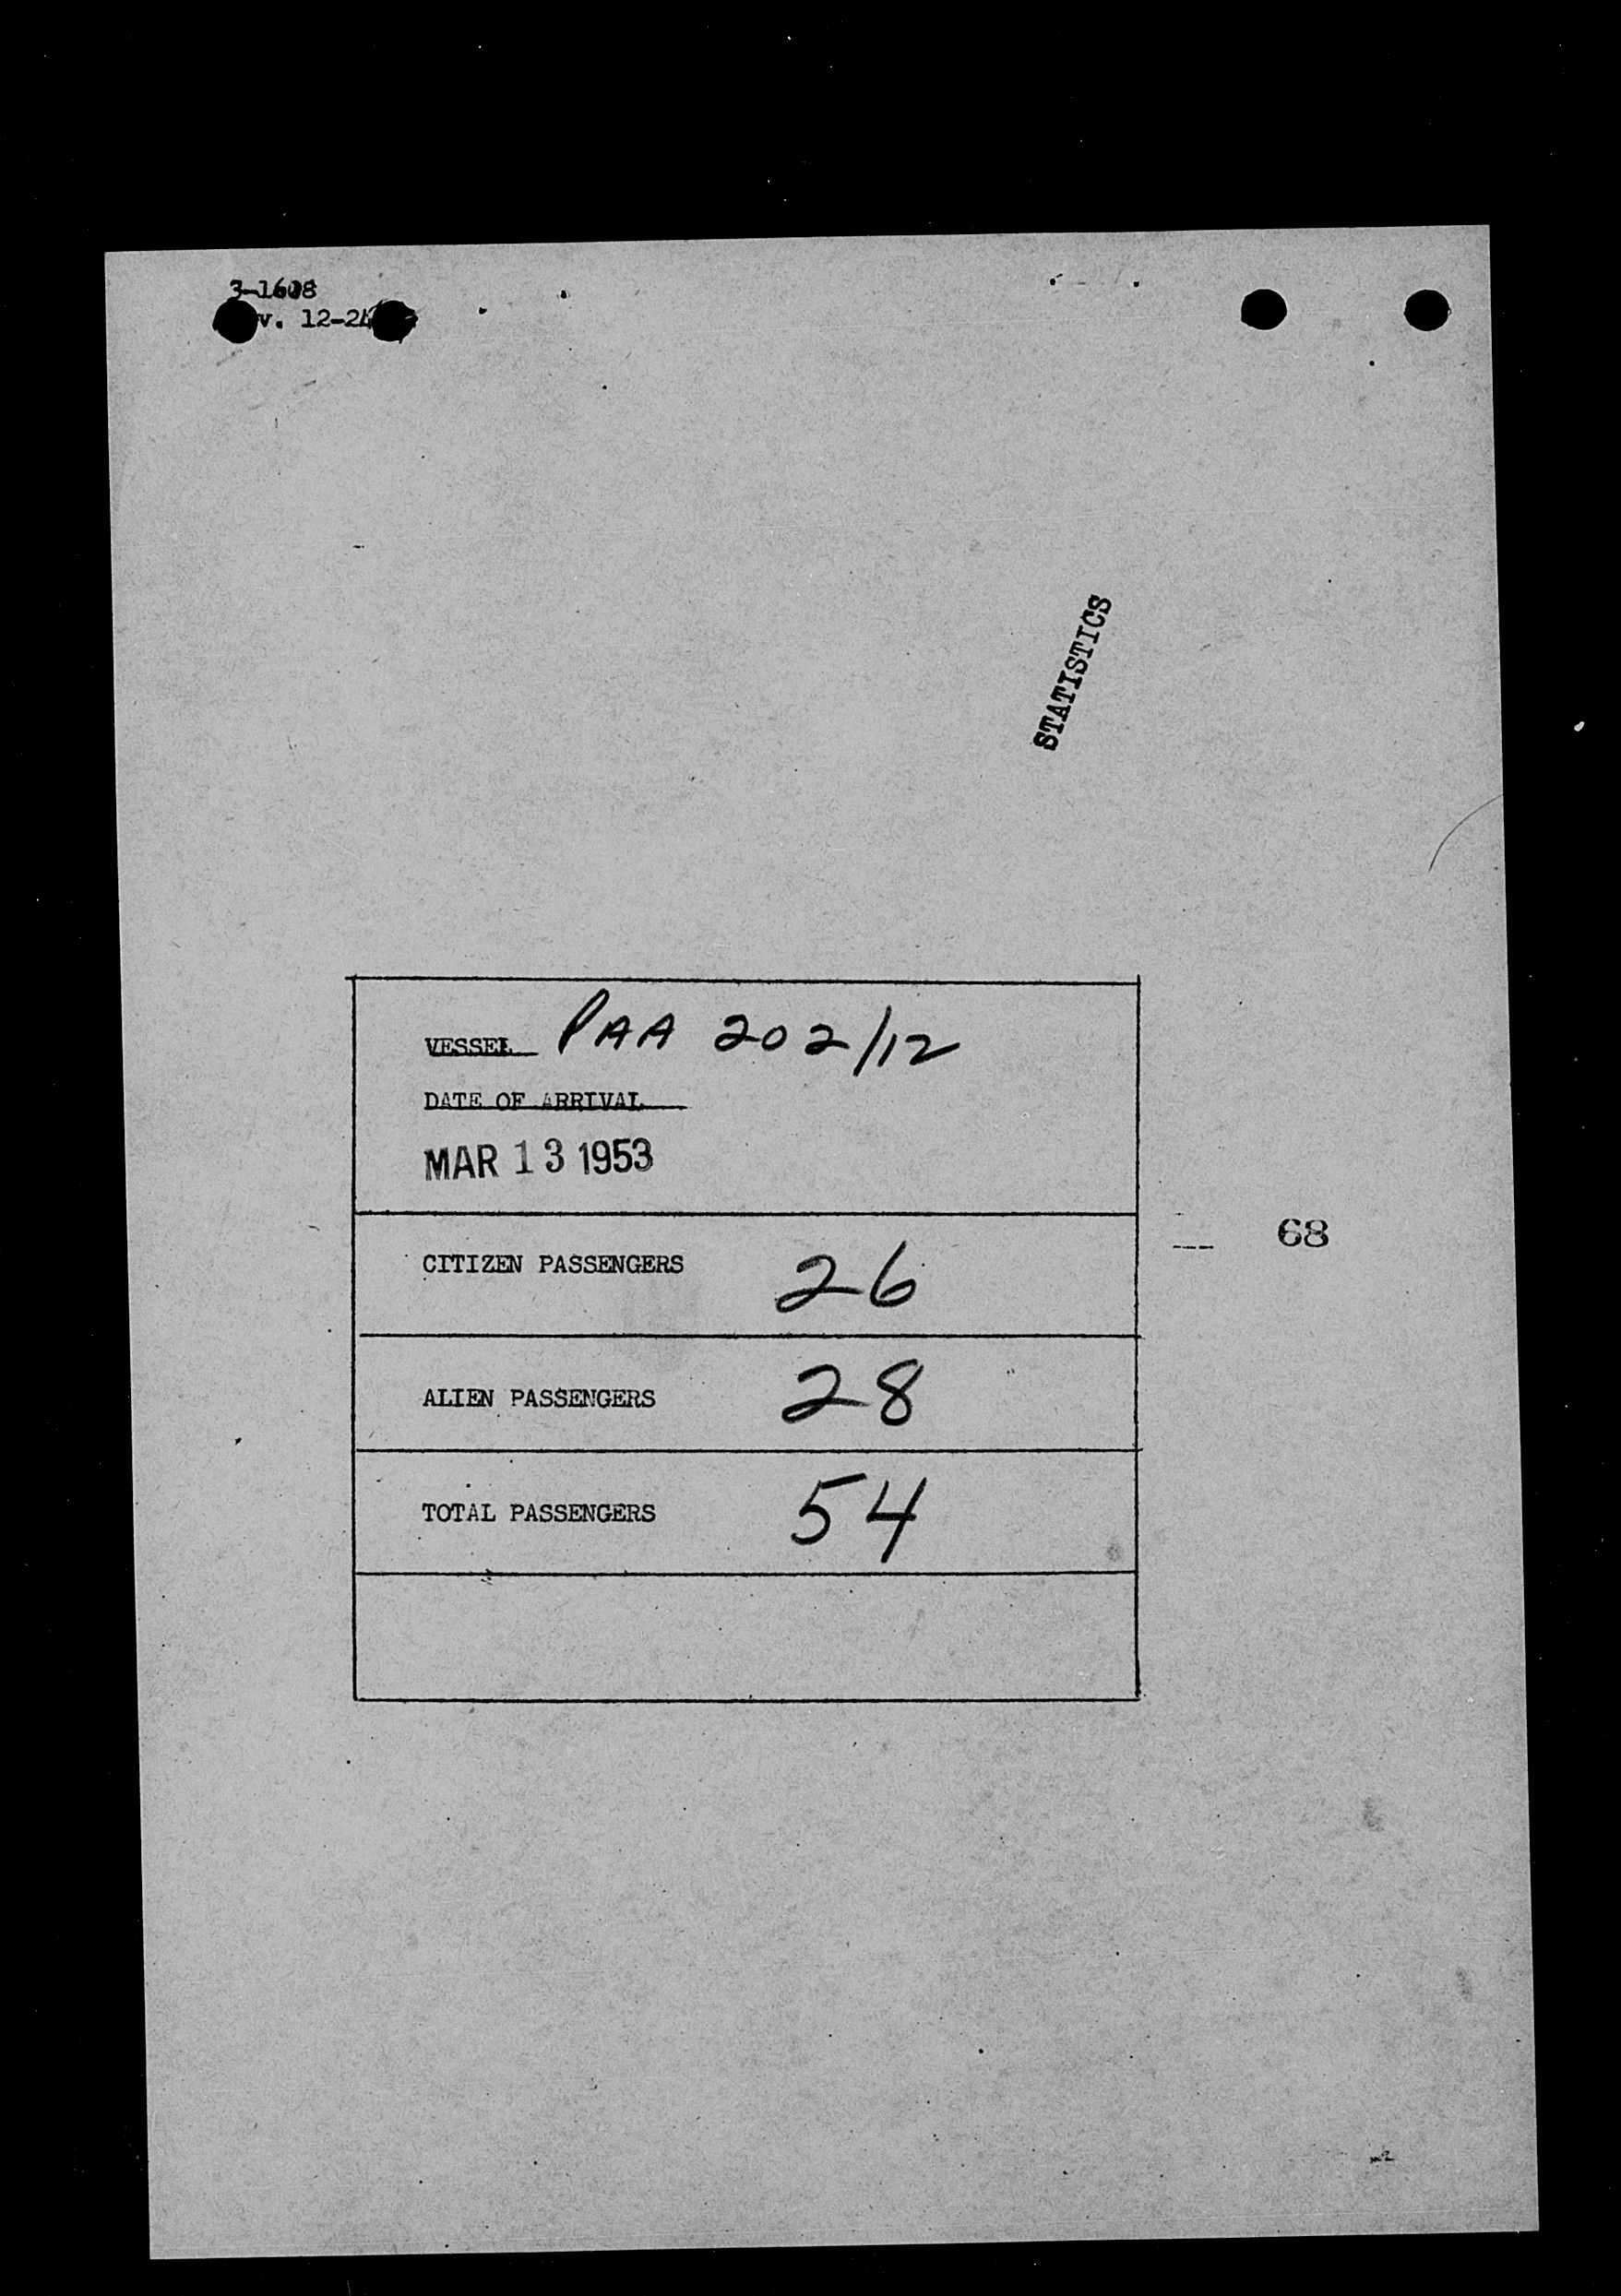 3-1608
v. 12-24
STATISTICS
VESSEL PAA 202/12
DATE OF ARRIVAL
MAR 13 1953
CITIZEN PASSENGERS 26
68
ALIEN PASSENGERS 28
TOTAL PASSENGERS 54